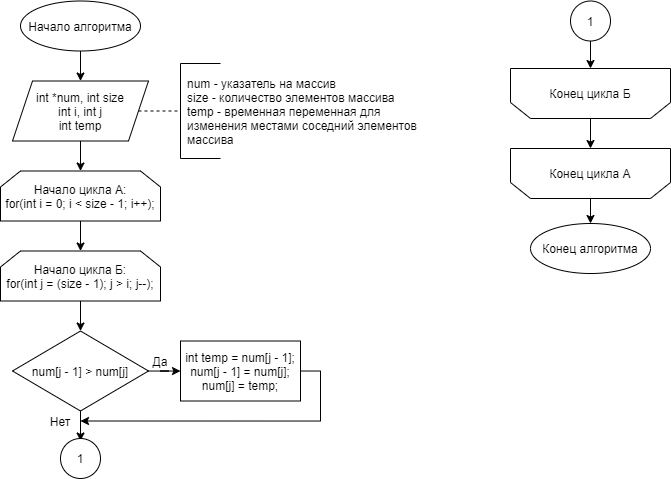 Начало алгоритма
int *num, int size
int i, int j
int temp
num - указатель на массив
size - количество элементов массива
temp - временная переменная для
изменения местами соседний элементов
массива
Начало цикла А:
for(int i = 0; i < size - 1; i++);
Начало цикла Б:
for(int j = (size - 1); j > i; j--);
num[j - 1] > num[j]
Да
int temp = num[j - 1];
num[j - 1] = num[j];
num[j] = temp;
Нет
1
1
Конец цикла Б
Конец цикла А
Конец алгоритма